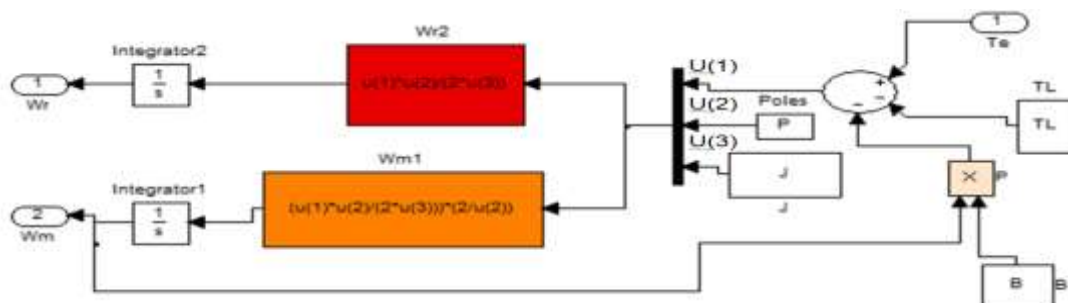 Wr2
1
Te
Integrator2
U(1)
+
TL
1
Wr
1
s
u(1)*u(2)/(2*u(3))
U(2)
Poles
P
TL
U(3)
Wm1
J
J
X
P
Integrator1
2
Wm
1
s
(u(1)*u(2)/(2*u(3)))*(2/u(2))
B
B